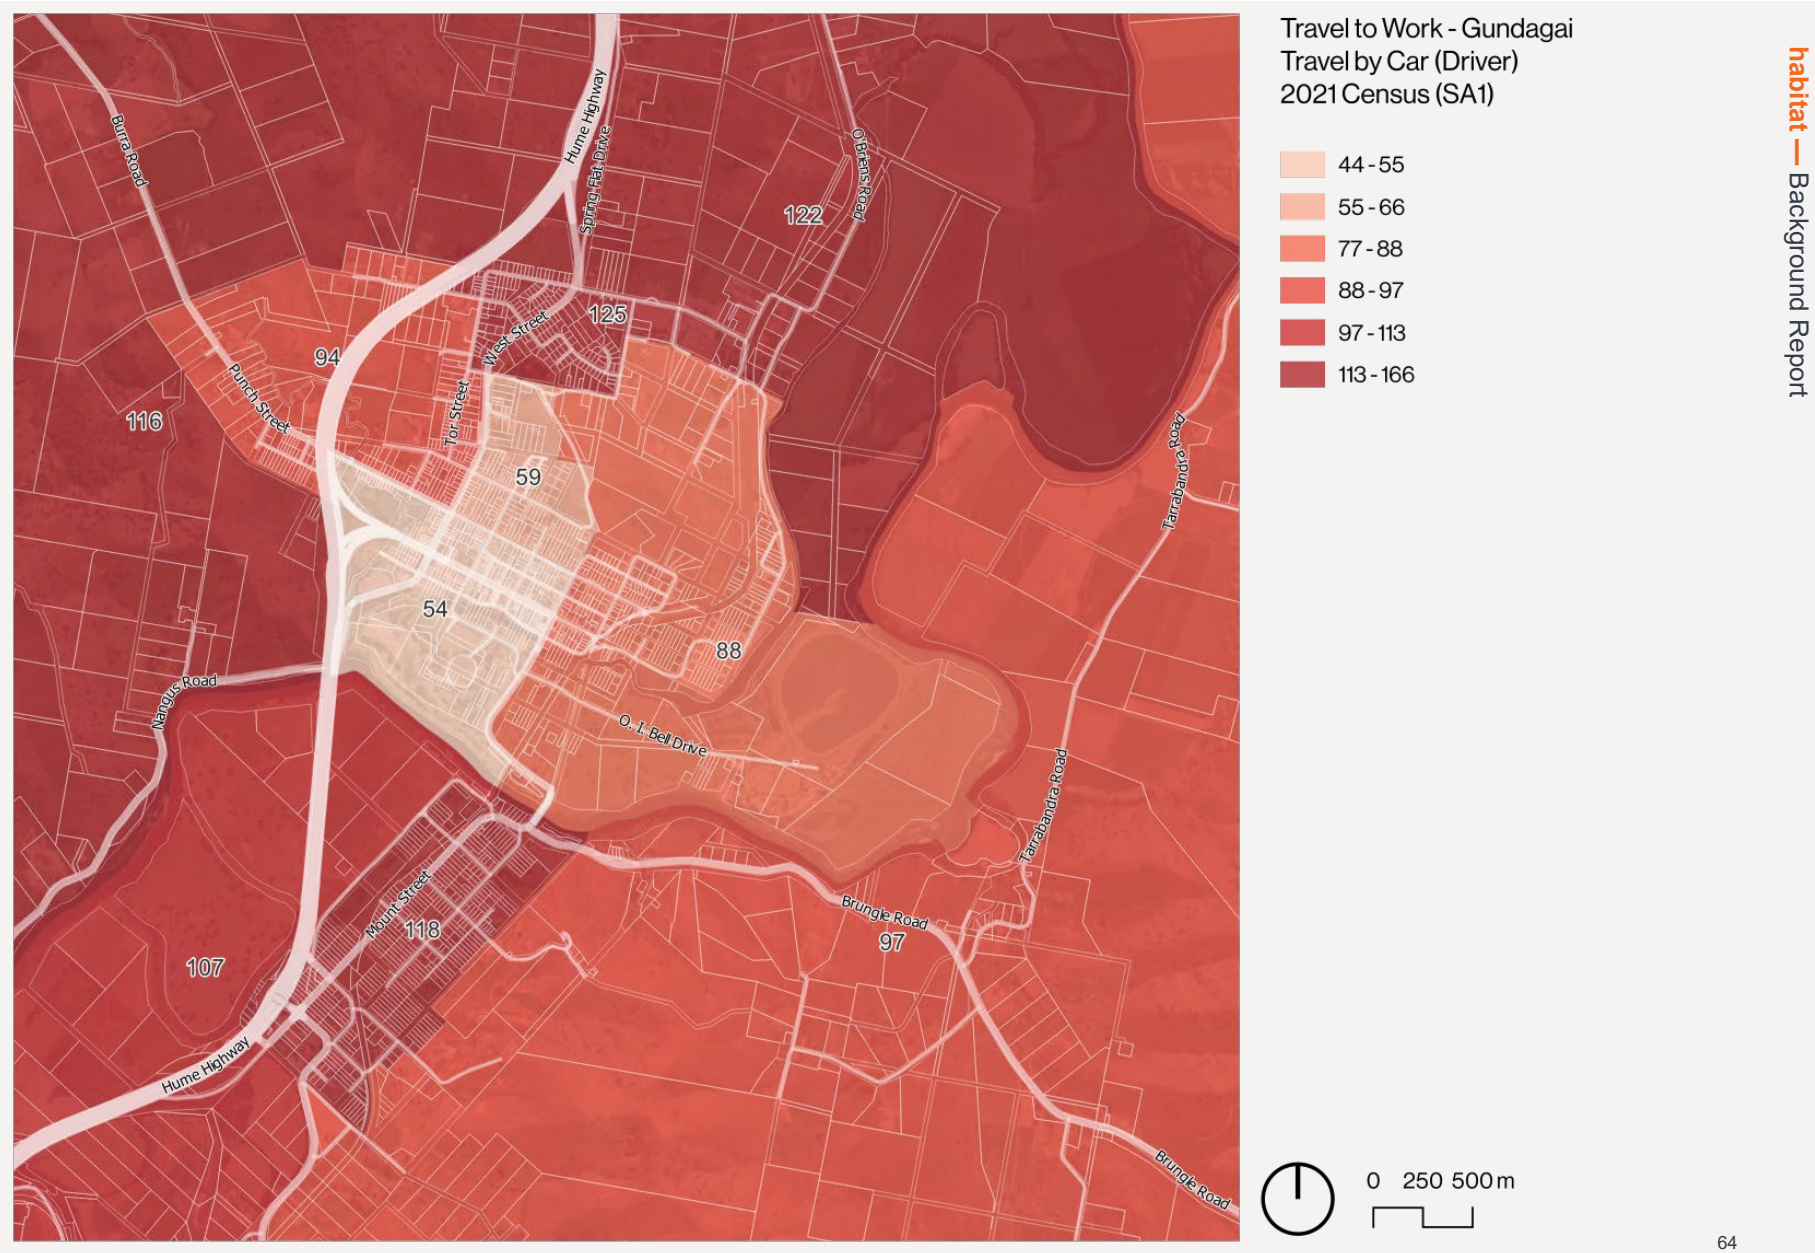 Travel to Work - Gundagai
Travel by Car (Driver)
2021 Census (SA1)
44 - 55
55 - 66
77 - 88
88 - 97
97 - 113
113 - 166
habitat — Background Report
Hume Highway
Spring Flat Drive
O'Briens Road
Burra Road
122
125
West Street
94
Punch Street
Tor Street
116
59
Tarrabandra Road
54
88
Nangus Road
O. I. Bell Drive
Tarrabandra Road
Mount Street
118
Brungle Road
97
107
Hume Highway
Brungle Road
0 250 500 m
64